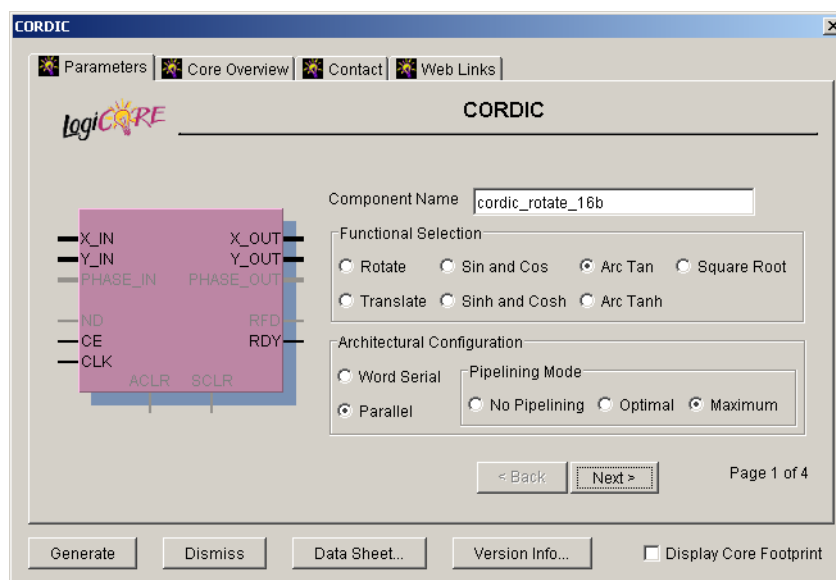 CORDIC
Parameters Core Overview Contact Web Links
LogiCORE
CORDIC
Component Name cordic_rotate_16b
Functional Selection
Rotate Sin and Cos Arc Tan Square Root
Translate Sinh and Cosh Arc Tanh
Architectural Configuration
Word Serial
Parallel
Pipelining Mode
No Pipelining Optimal Maximum
X_IN X_OUT
Y_IN Y_OUT
PHASE_IN PHASE_OUT
ND RFD
CE RDY
CLK
ACLR SCLR
< Back Next > Page 1 of 4
Generate Dismiss Data Sheet... Version Info... Display Core Footprint